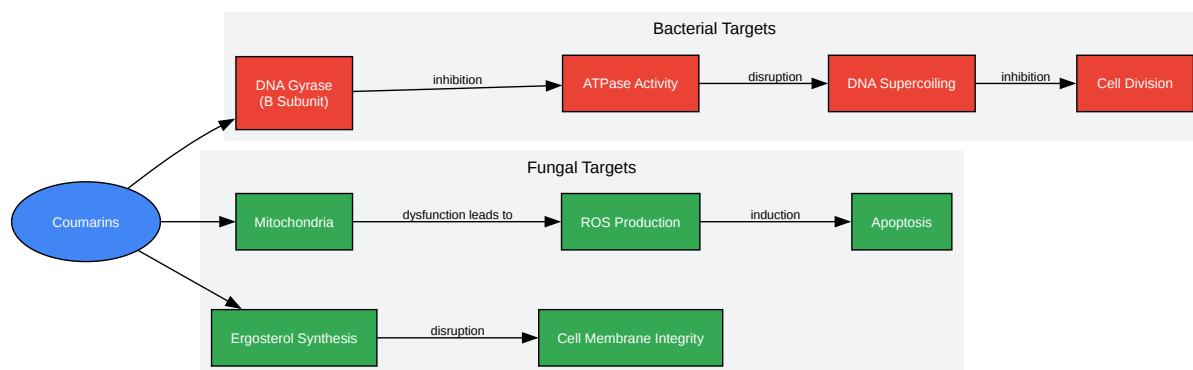 Bacterial Targets
DNA Gyrase
(B Subunit)
inhibition
ATPase Activity
disruption
DNA Supercoiling
inhibition
Cell Division
Fungal Targets
Coumarins
Mitochondria
dysfunction leads to
ROS Production
induction
Apoptosis
Ergosterol Synthesis
disruption
Cell Membrane Integrity